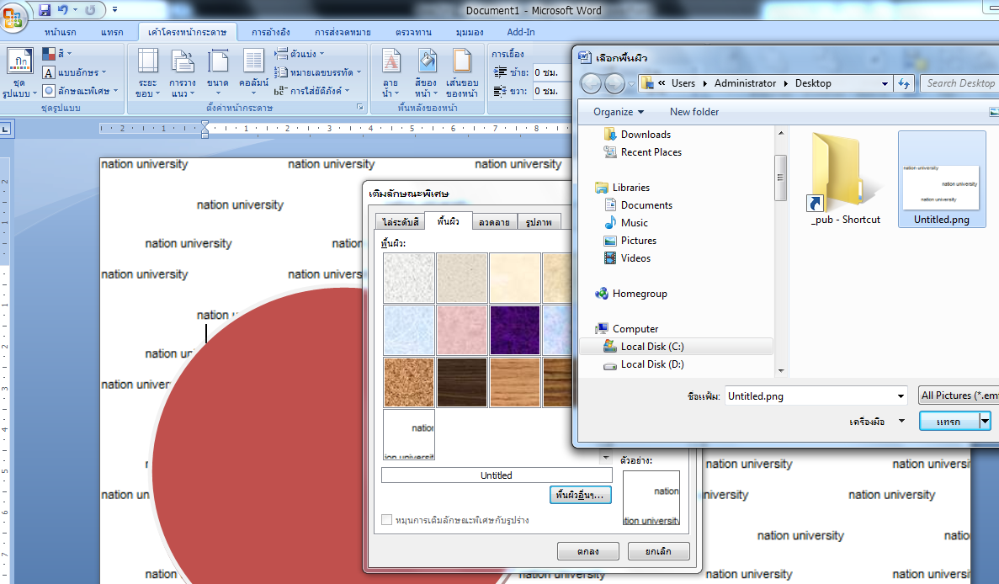 Document1 - Microsoft Word
หน้าแรก แทรก เค้าโครงหน้ากระดาษ การอ้างอิง การส่งจดหมาย ตรวจทาน มุมมอง Add-In
ชุดรูปแบบ สี แบบอักษร ลักษณะพิเศษ
ชุดรูปแบบ
ระยะขอบ การวางแนว ขนาด คอลัมน์ ตัวแบ่ง หมายเลขบรรทัด การใส่ยัติภังค์
ตั้งค่าหน้ากระดาษ
ลายน้ำ สีของหน้า เส้นขอบของหน้า
พื้นหลังของหน้า
การเยื้อง
ซ้าย: 0 ซม.
ขวา: 0 ซม.
2 1 1 2 3 4 5 6 7 8
nation university nation university nation university
nation university
nation university nation
nation university nation univers
nation
nation un
nation univer
nation un
nation
เติมลักษณะพิเศษ
ไล่ระดับสี พื้นผิว ลวดลาย รูปภาพ
พื้นผิว:
nation
ion universit
Untitled
พื้นผิวอื่นๆ...
ตัวอย่าง:
nation
tion university
หมุนการเติมลักษณะพิเศษกับรูปร่าง
ตกลง ยกเลิก
เลือกพื้นผิว
« Users Administrator Desktop
Search Desktop
Organize New folder
Downloads
Recent Places
Libraries
Documents
Music
Pictures
Videos
Homegroup
Computer
Local Disk (C:)
Local Disk (D:)
_pub - Shortcut
nation university
nation university
nation university
Untitled.png
ชื่อแฟ้ม: Untitled.png All Pictures (*.emf
เครื่องมือ แทรก
nation university nation universi
niversity nation university
nation university natio
nation university nation universi